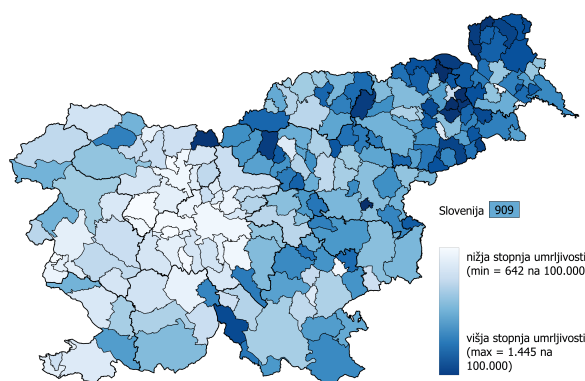 Slovenija 909
nižja stopnja umrljivosti
(min = 642 na 100.000
višja stopnja umrljivosti
(max = 1.445 na
100.000)